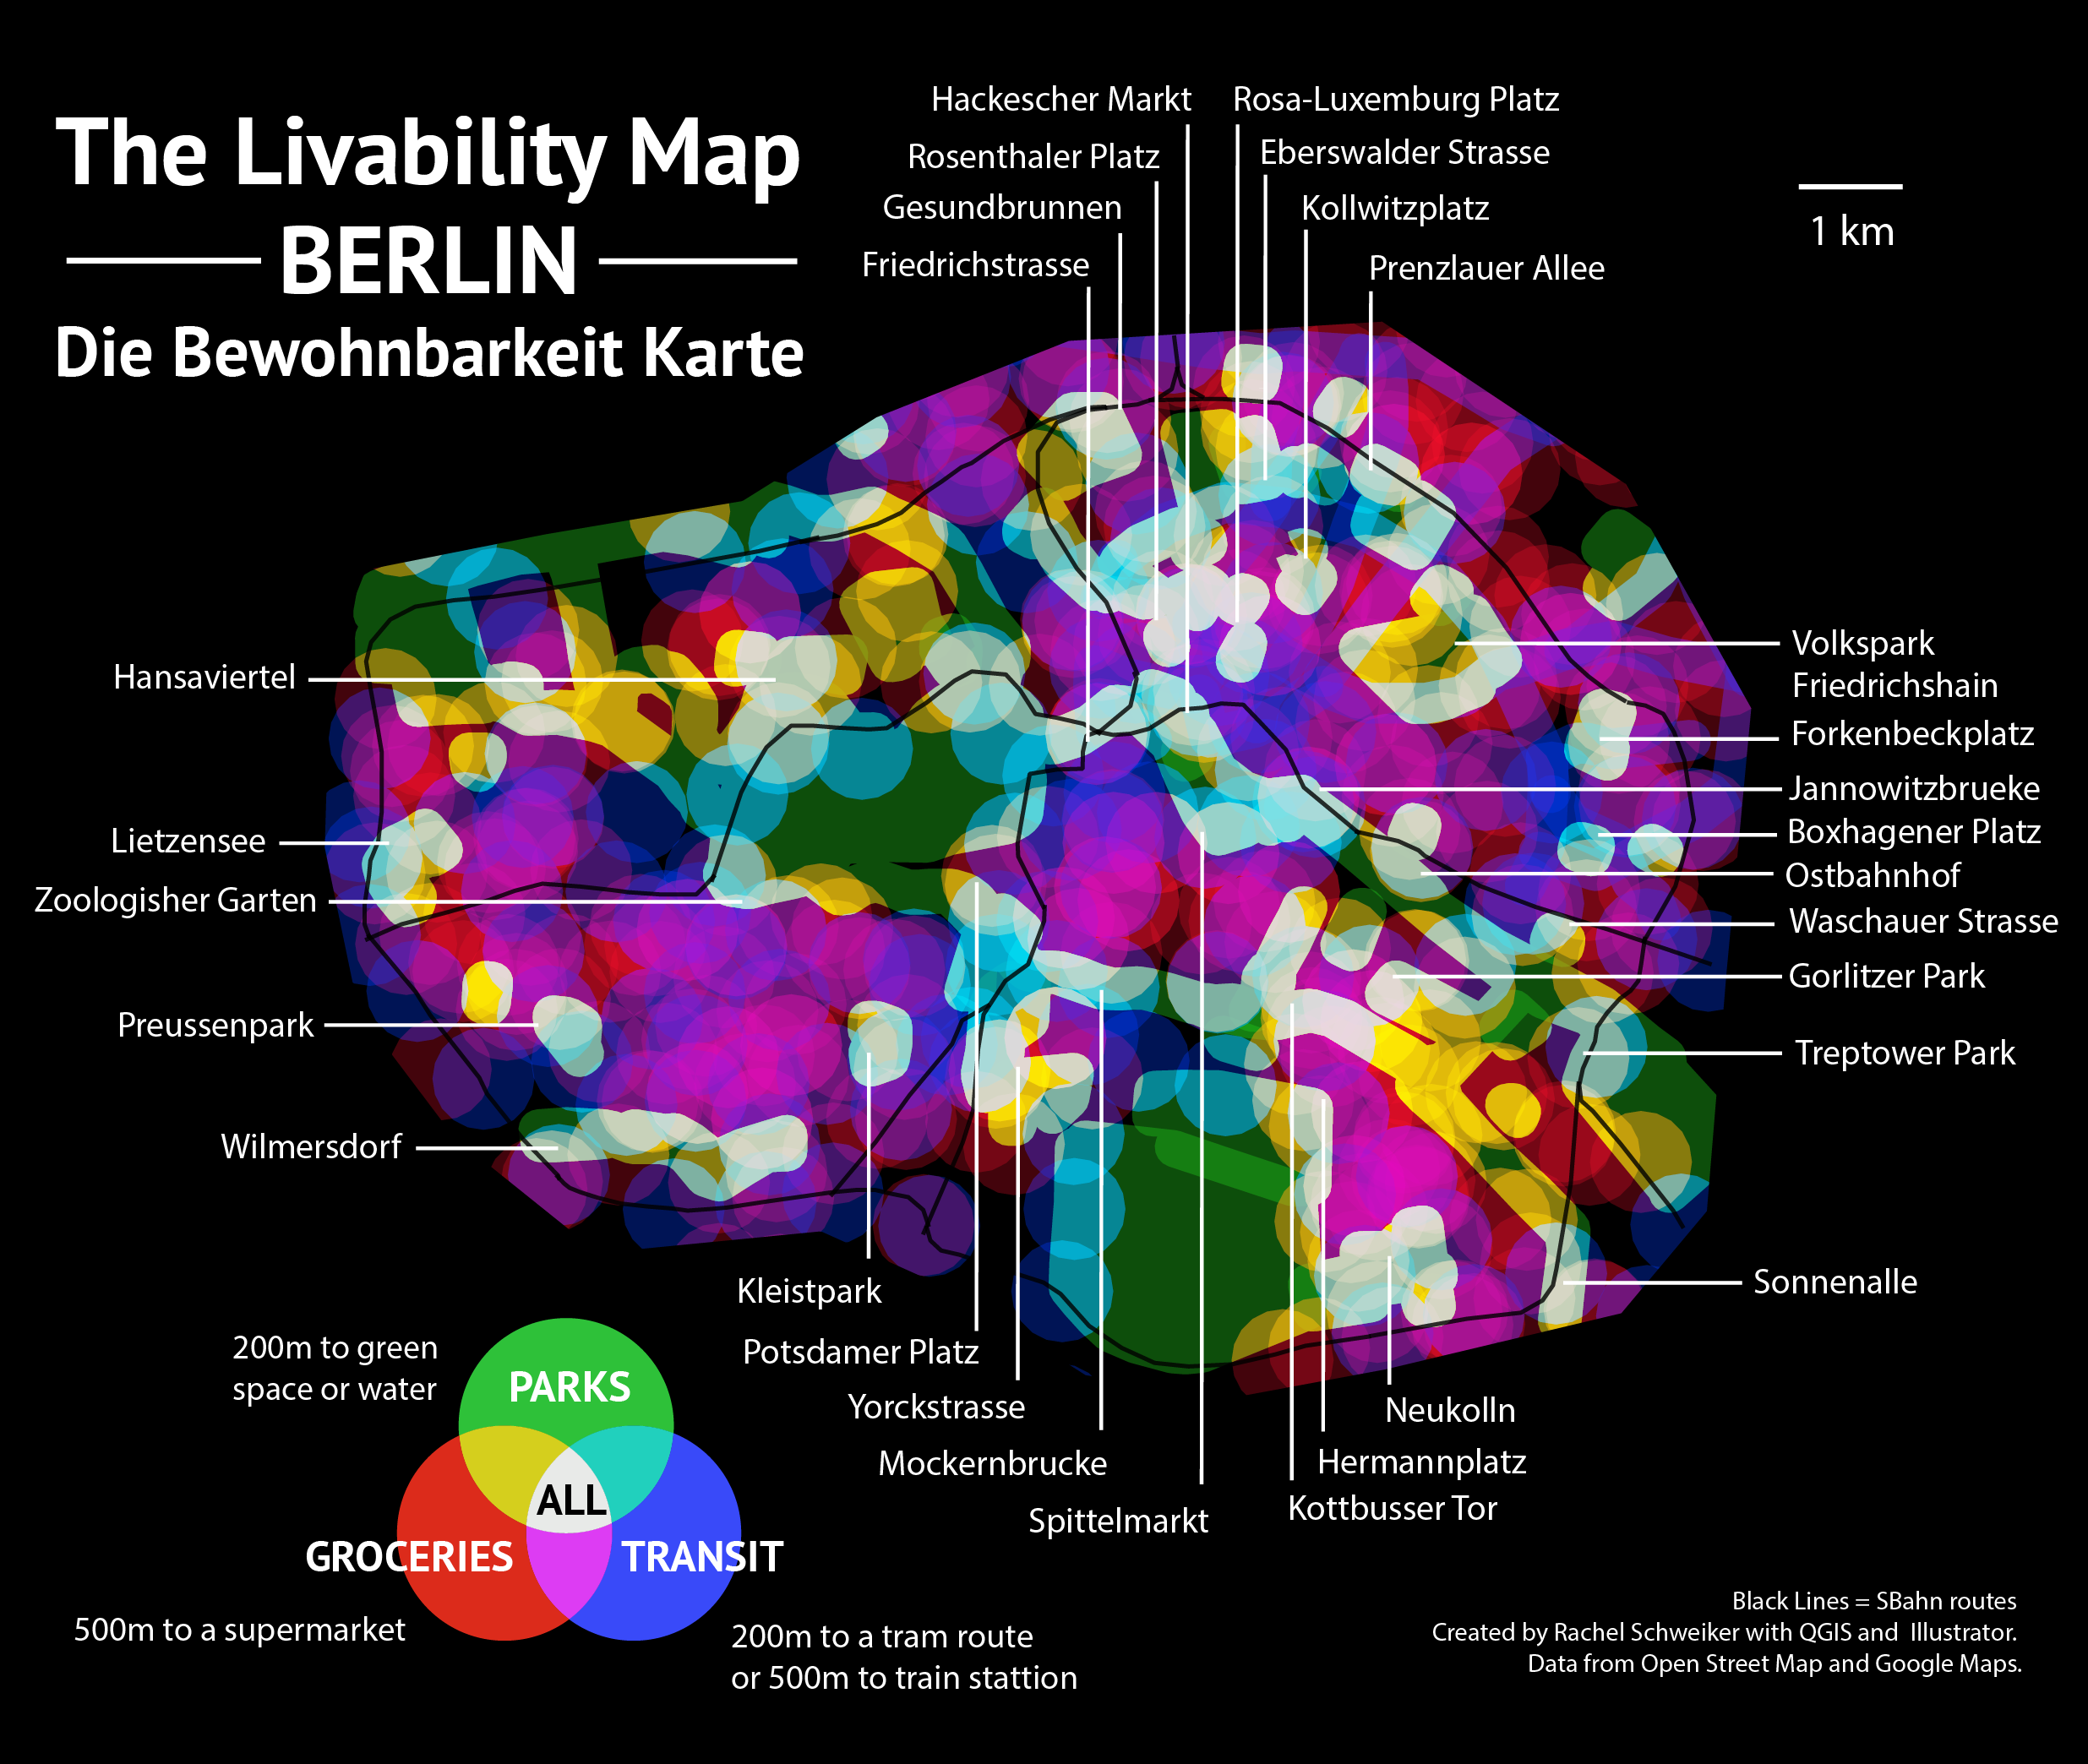 The Livability Map
BERLIN
Die Bewohnbarkeit Karte
Hackescher Markt
Rosa-Luxemburg Platz
Rosenthaler Platz
Eberswalder Strasse
Gesundbrunnen
Kollwitzplatz
Friedrichstrasse
Prenzlauer Allee
1 km
Hansaviertel
Lietzensee
Zoologisher Garten
Preussenpark
Wilmersdorf
Volkspark
Friedrichshain
Forkenbeckplatz
Jannowitzbrueke
Boxhagener Platz
Ostbahnhof
Waschauer Strasse
Gorlitzer Park
Treptower Park
Sonnenalle
Kleistpark
Potsdamer Platz
Yorckstrasse
Mockernbrucke
Spittelmarkt
Neukolln
Hermannplatz
Kottbusser Tor
200m to green
space or water
PARKS
ALL
GROCERIES
TRANSIT
500m to a supermarket
200m to a tram route
or 500m to train stattion
Black Lines = SBahn routes
Created by Rachel Schweiker with QGIS and Illustrator.
Data from Open Street Map and Google Maps.